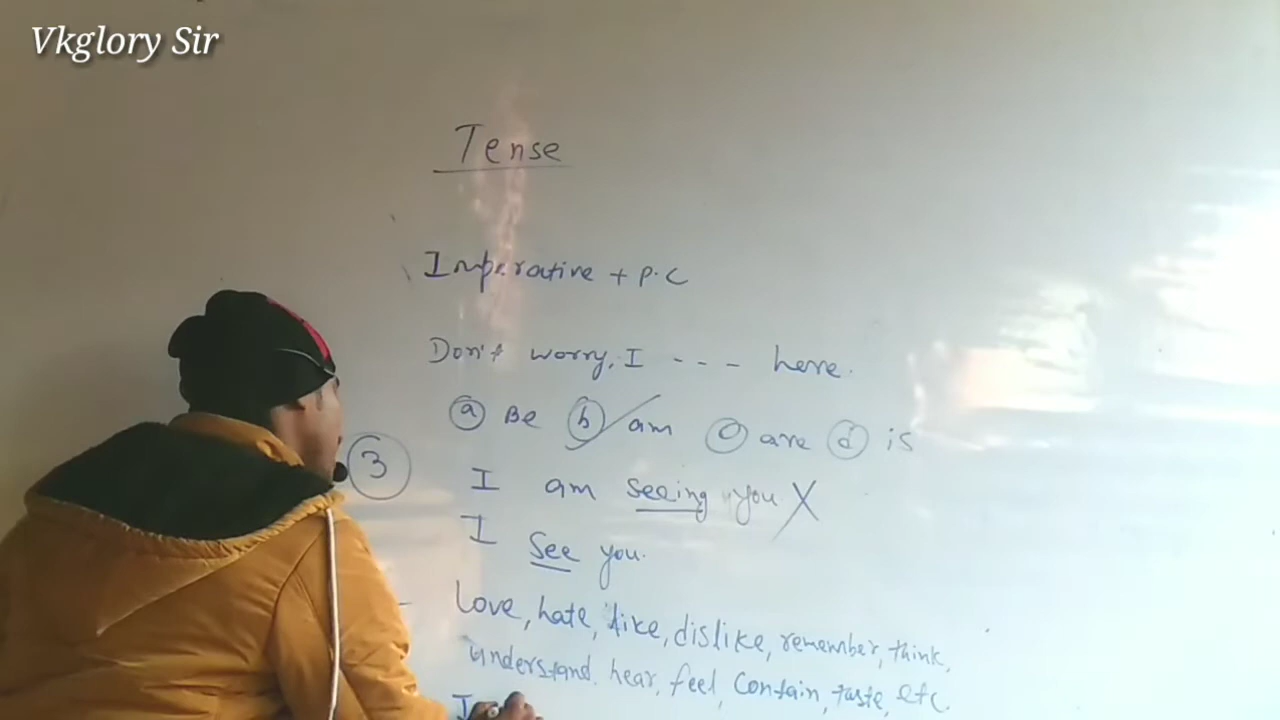 Vkglory Sir
Tense
Imperative + P.C
Don't worry, I - - - here.
a Be b am c are d is
3 I am seeing you X
I see you.
Love, hate, like, dislike, remember, think,
understand. hear, feel, contain, taste, etc.
I